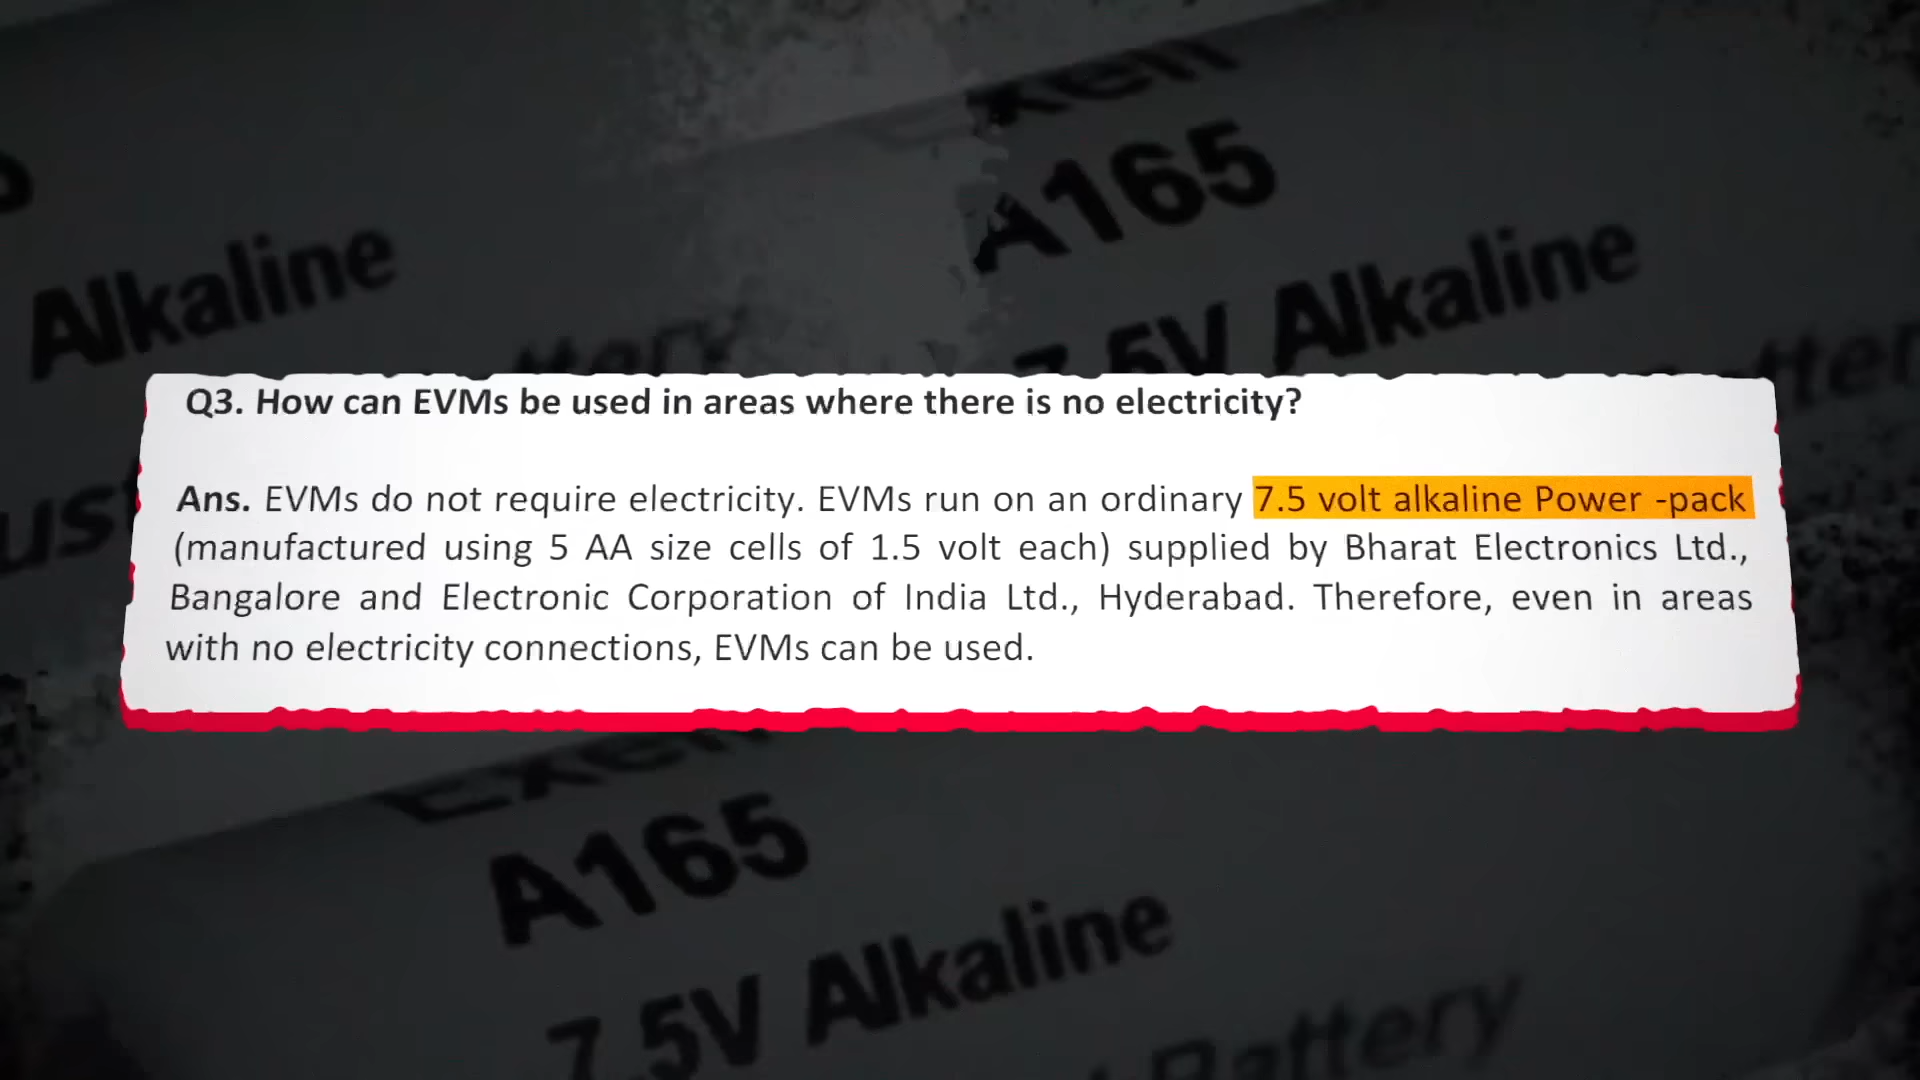 Exell
A165
Alkaline
7.5V Alkaline
Battery
Q3. How can EVMs be used in areas where there is no electricity?
Ans. EVMs do not require electricity. EVMs run on an ordinary 7.5 volt alkaline Power -pack
(manufactured using 5 AA size cells of 1.5 volt each) supplied by Bharat Electronics Ltd.,
Bangalore and Electronic Corporation of India Ltd., Hyderabad. Therefore, even in areas
with no electricity connections, EVMs can be used.
A165
7.5V Alkaline
Battery